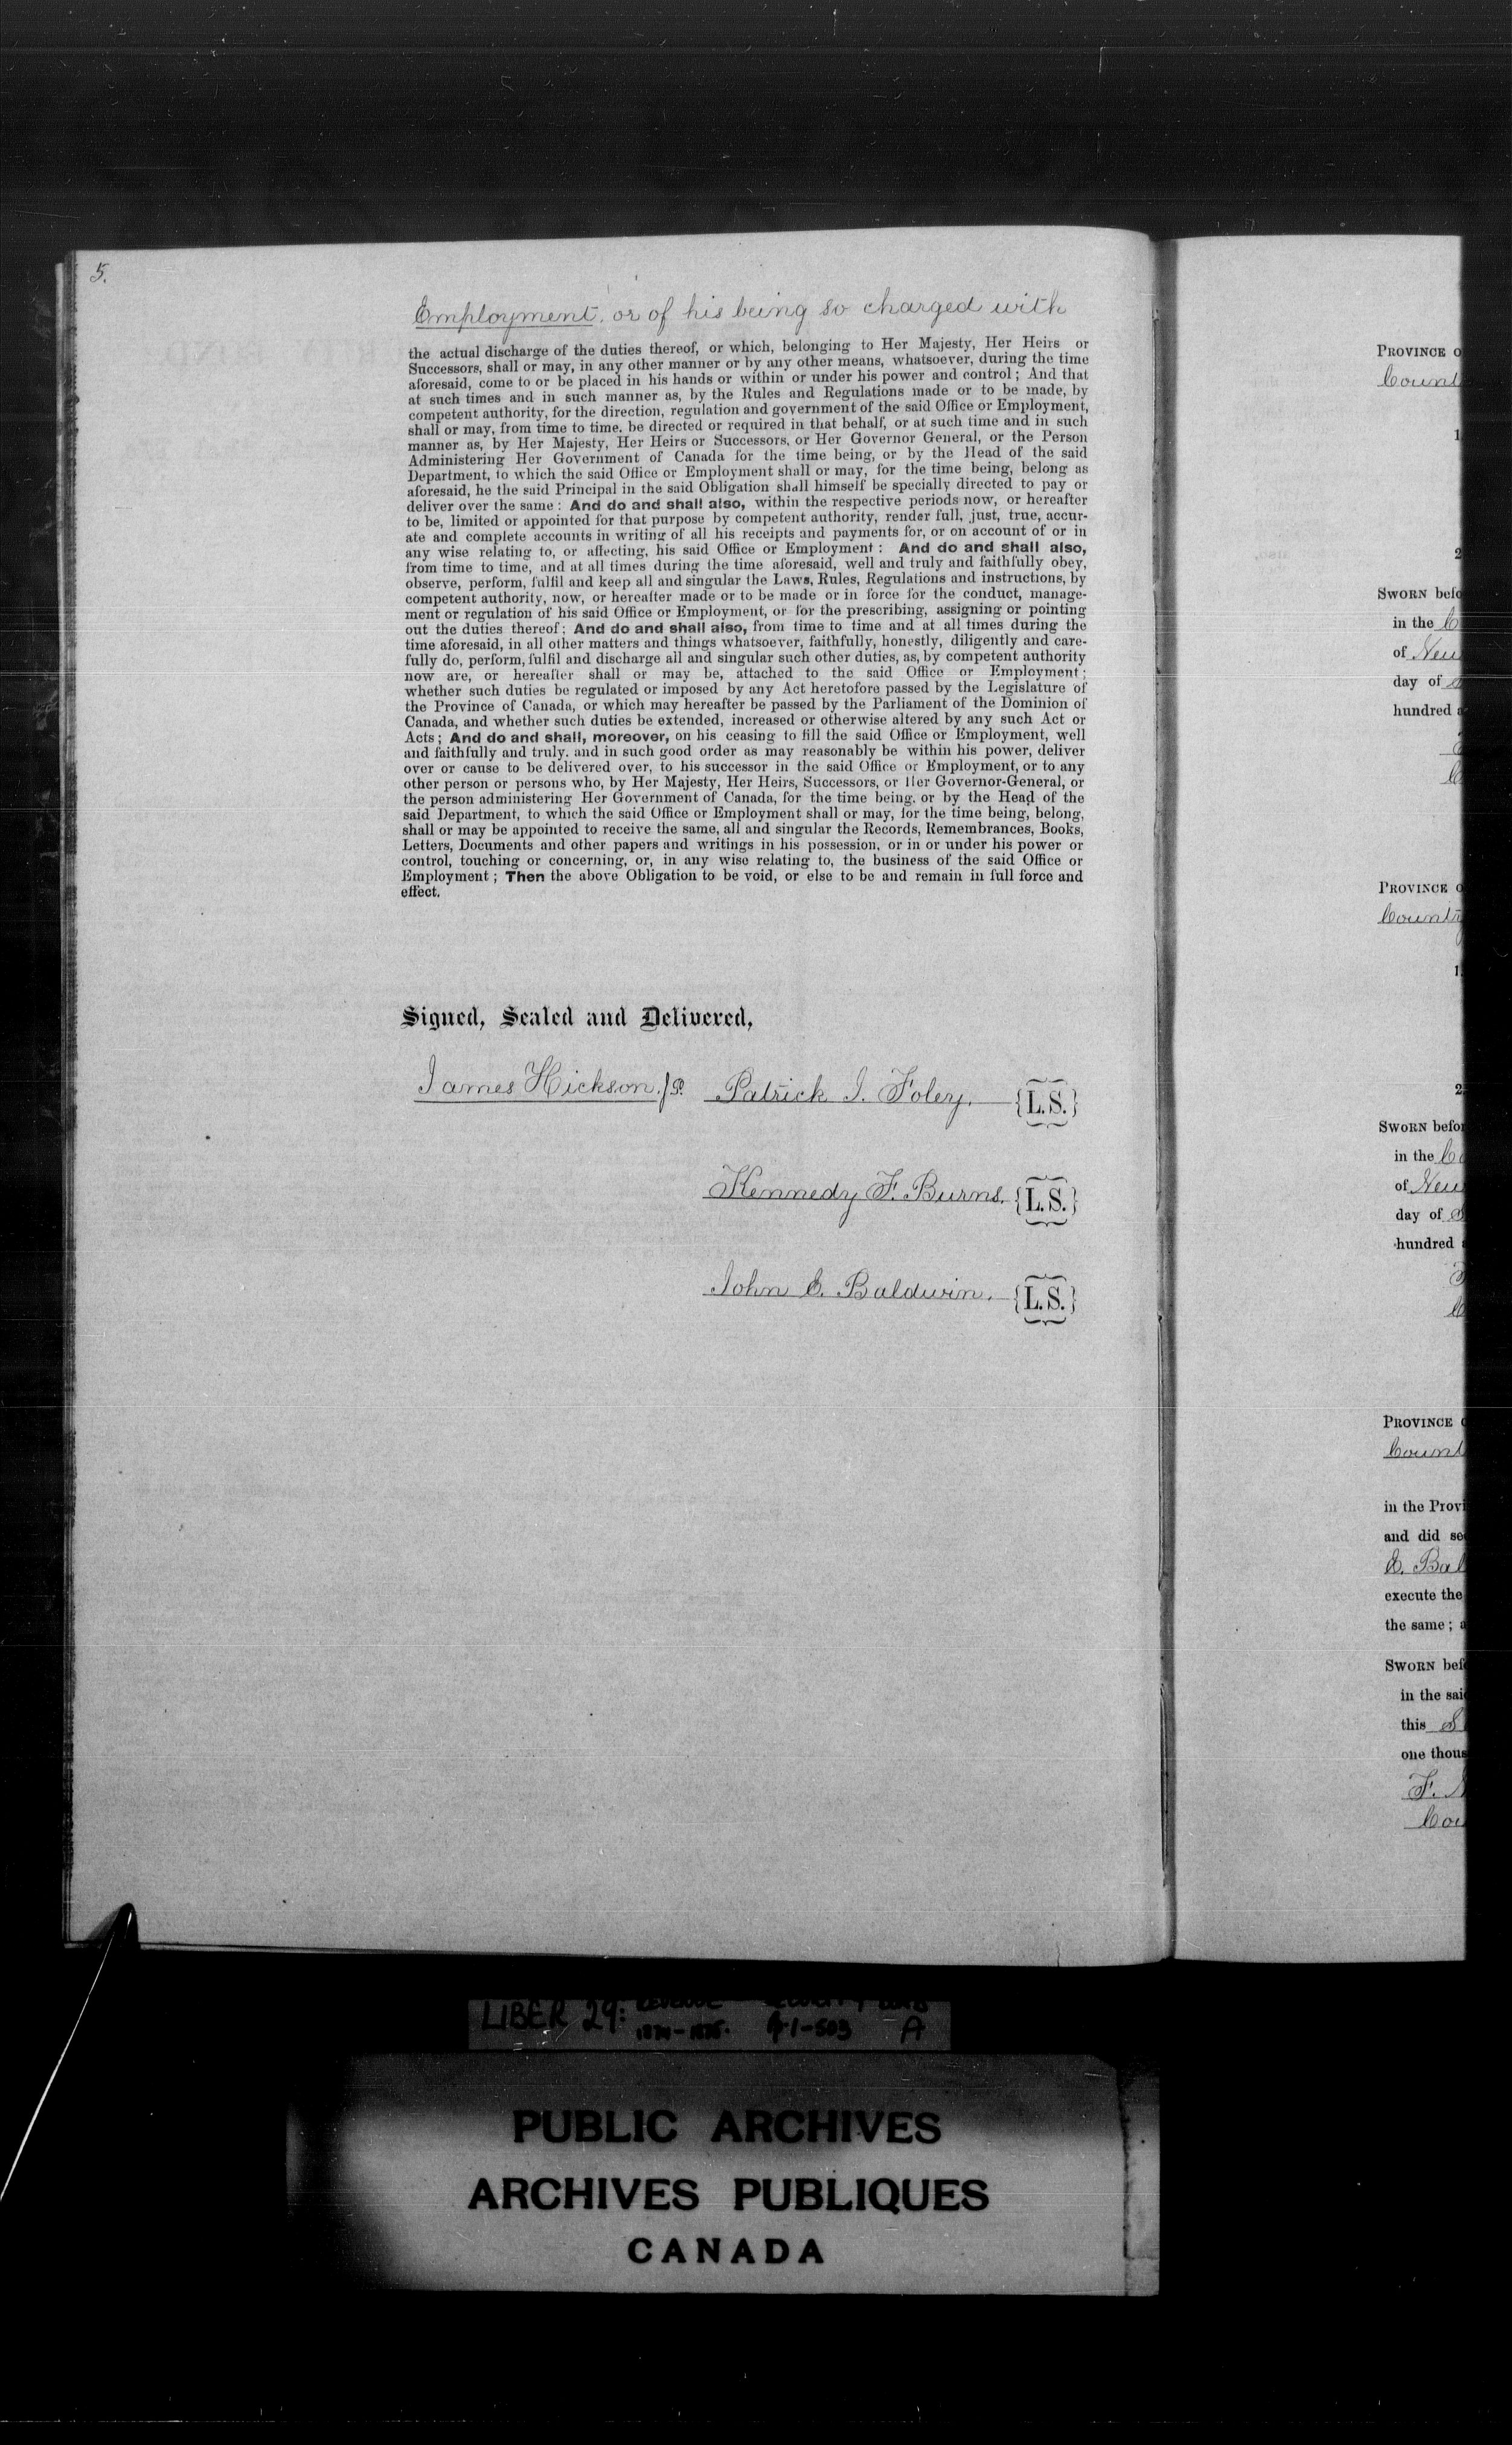 5.
Employment, or of his being so charged with
the actual discharge of the duties thereof, or which, belonging to Her Majesty, Her Heirs or
Successors, shall or may, in any other manner or by any other means, whatsoever, during the time
aforesaid, come to or be placed in his hands or within or under his power and control; And that
at such times and in such manner as, by the Rules and Regulations made or to be made, by
competent authority, for the direction, regulation and government of the said Office or Employment,
shall or may, from time to time, be directed or required in that behalf, or at such time and in such
manner as, by Her Majesty, Her Heirs or Successors, or Her Governor General, or the Person
Administering Her Government of Canada for the time being, or by the Head of the said
Department, to which the said Office or Employment shall or may, for the time being, belong as
aforesaid, he the said Principal in the said Obligation shall himself be specially directed to pay or
deliver over the same: And do and shall also, within the respective periods now, or hereafter
to be, limited or appointed for that purpose by competent authority, render full, just, true, accur-
ate and complete accounts in writing of all his receipts and payments for, or on account of or in
any wise relating to, or affecting, his said Office or Employment: And do and shall also,
from time to time, and at all times during the time aforesaid, well and truly and faithfully obey,
observe, perform, fulfil and keep all and singular the Laws, Rules, Regulations and instructions, by
competent authority, now, or hereafter made or to be made or in force for the conduct, manage-
ment or regulation of his said Office or Employment, or for the prescribing, assigning or pointing
out the duties thereof; And do and shall also, from time to time and at all times during the
time aforesaid, in all other matters and things whatsoever, faithfully, honestly, diligently and care-
fully do, perform, fulfil and discharge all and singular such other duties, as, by competent authority
now are, or hereafter shall or may be, attached to the said Office or Employment;
whether such duties be regulated or imposed by any Act heretofore passed by the Legislature of
the Province of Canada, or which may hereafter be passed by the Parliament of the Dominion of
Canada, and whether such duties be extended, increased or otherwise altered by any such Act or
Acts; And do and shall, moreover, on his ceasing to fill the said Office or Employment, well
and faithfully and truly, and in such good order as may reasonably be within his power, deliver
over or cause to be delivered over, to his successor in the said Office or Employment, or to any
other person or persons who, by Her Majesty, Her Heirs, Successors, or Her Governor-General, or
the person administering Her Government of Canada, for the time being, or by the Head of the
said Department, to which the said Office or Employment shall or may, for the time being, belong,
shall or may be appointed to receive the same, all and singular the Records, Remembrances, Books,
Letters, Documents and other papers and writings in his possession, or in or under his power or
control, touching or concerning, or, in any wise relating to, the business of the said Office or
Employment; Then the above Obligation to be void, or else to be and remain in full force and
effect.
Signed, Sealed and Delivered,
James Hickson, J.P. Patrick J. Foley. {L.S.}
Kennedy F. Burns. {L.S.}
John E. Baldwin. {L.S.}
PROVINCE
SWORN
in the
of
day of
hundred
PROVINCE
SWORN
in the
of
day of
hundred
PROVINCE
in the
and did
execute the
the same;
SWORN
in the
this
one
F.
LIBER 29:
A
PUBLIC ARCHIVES
ARCHIVES PUBLIQUES
CANADA